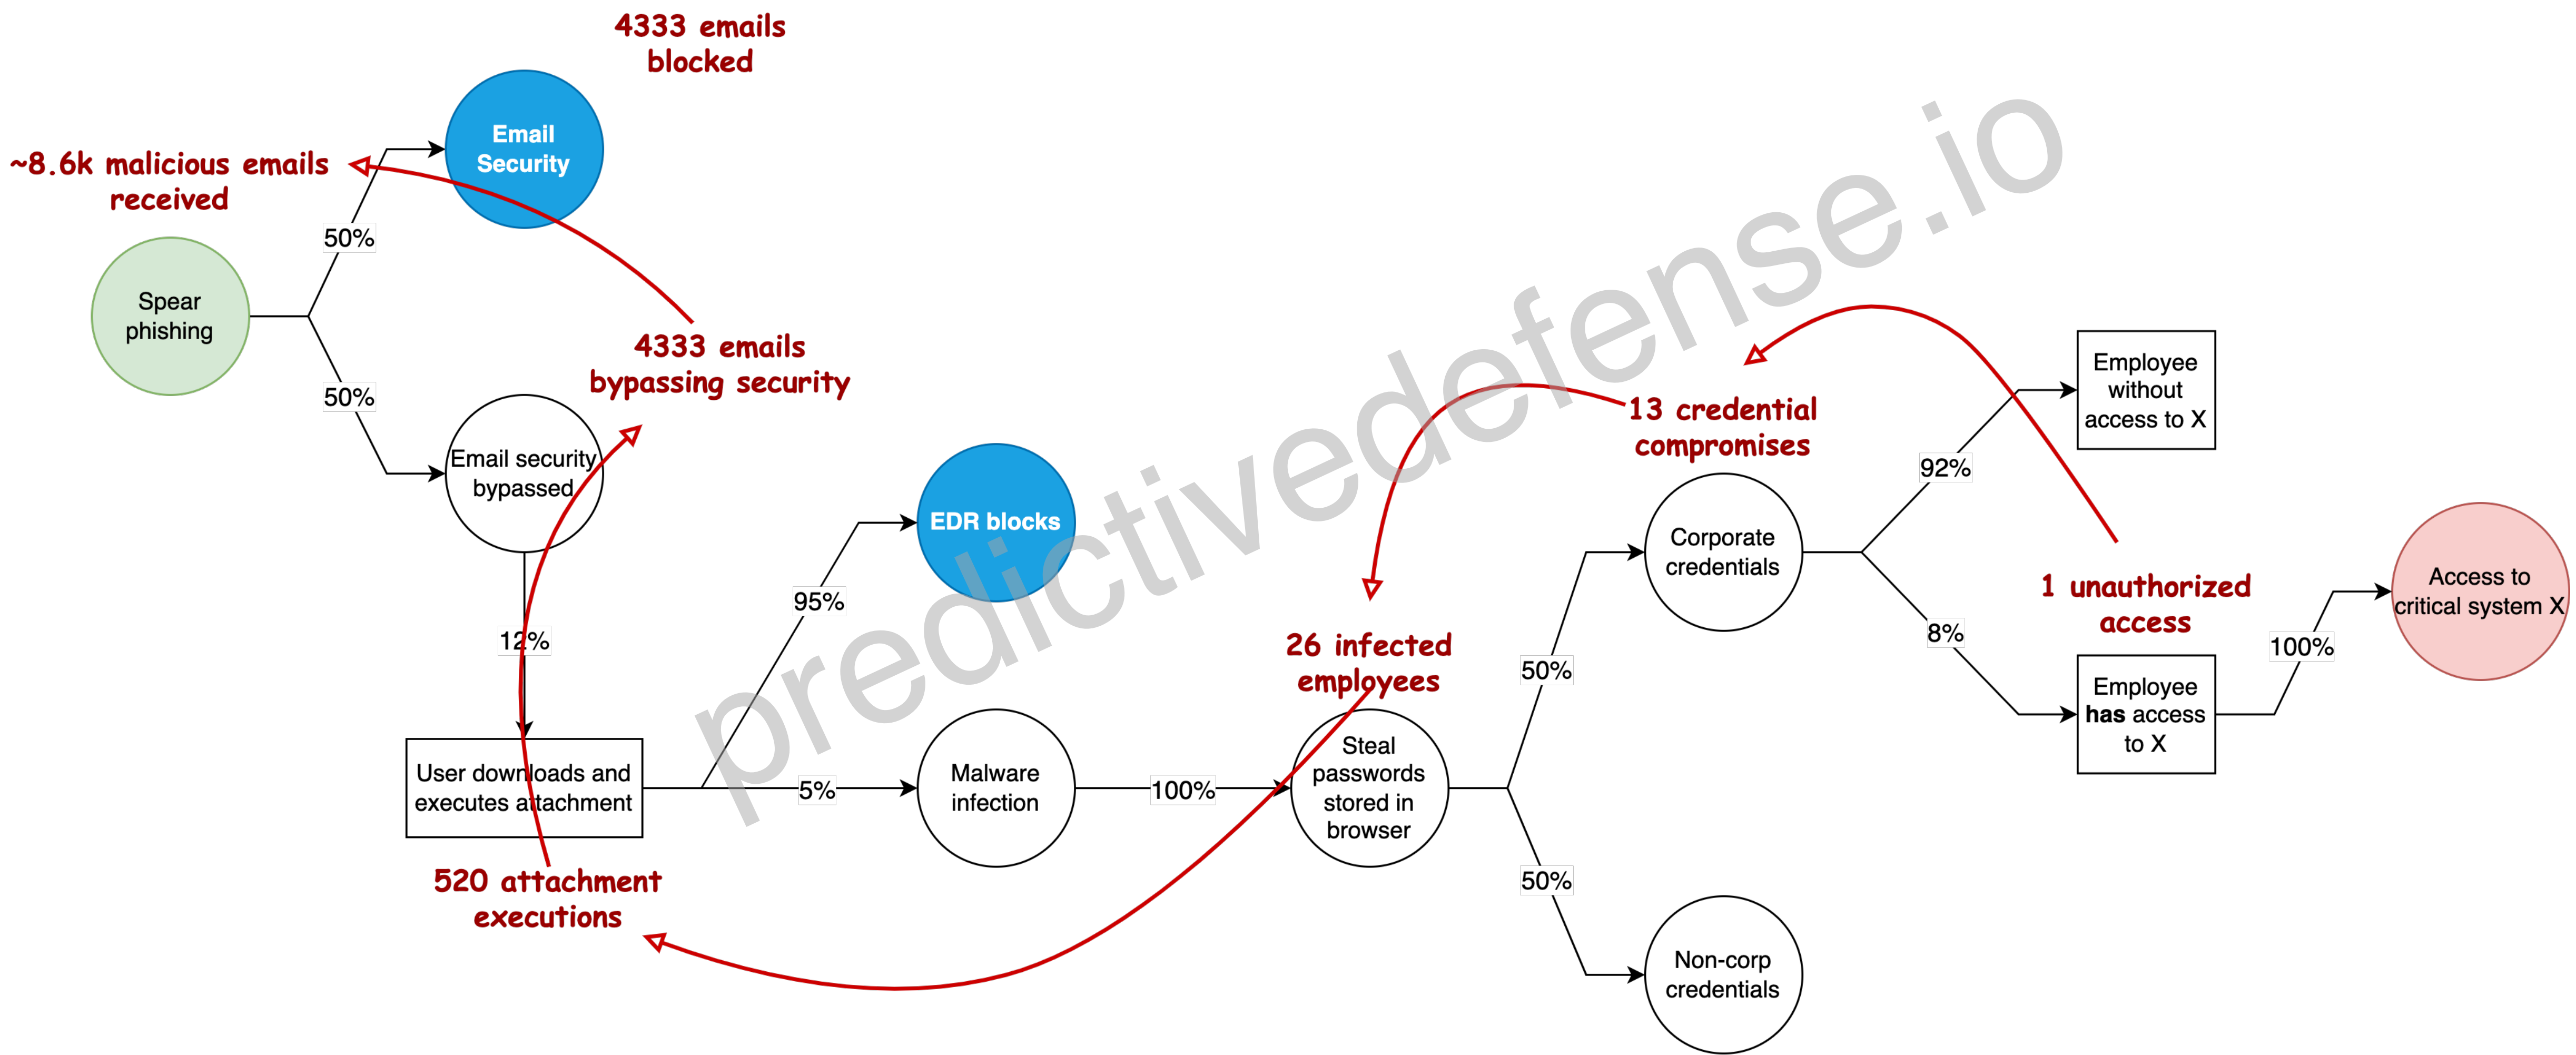 4333 emails
blocked
Email
Security
~8.6k malicious emails
received
50%
Spear
phishing
50%
4333 emails
bypassing security
Email security
bypassed
12%
User downloads and
executes attachment
520 attachment
executions
95%
EDR blocks
5%
Malware
infection
100%
26 infected
employees
Steal
passwords
stored in
browser
50%
50%
13 credential
compromises
Corporate
credentials
Non-corp
credentials
92%
8%
Employee
without
access to X
1 unauthorized
access
Employee
has access
to X
100%
Access to
critical system X
predictivedefense.io